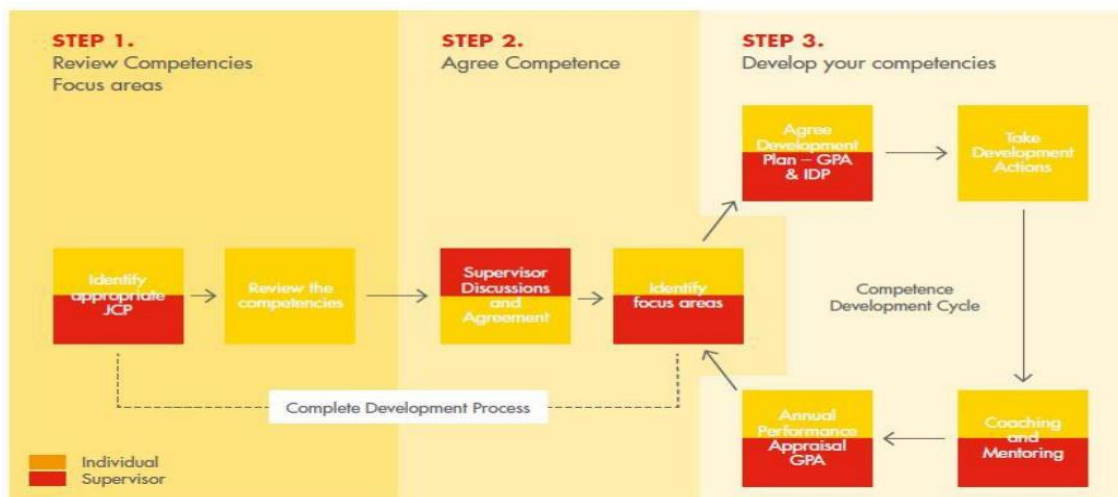 STEP 1.
Review Competencies
Focus areas
STEP 2.
Agree Competence
STEP 3.
Develop your competencies
Agree
Development
Plan – GPA
& IDP
Take
Development
Actions
Identify
appropriate
JCP
Review the
competencies
Supervisor
Discussions
and
Agreement
Identify
focus areas
Competence
Development Cycle
Complete Development Process
Annual
Performance
Appraisal
GPA
Coaching
and
Mentoring
Individual
Supervisor